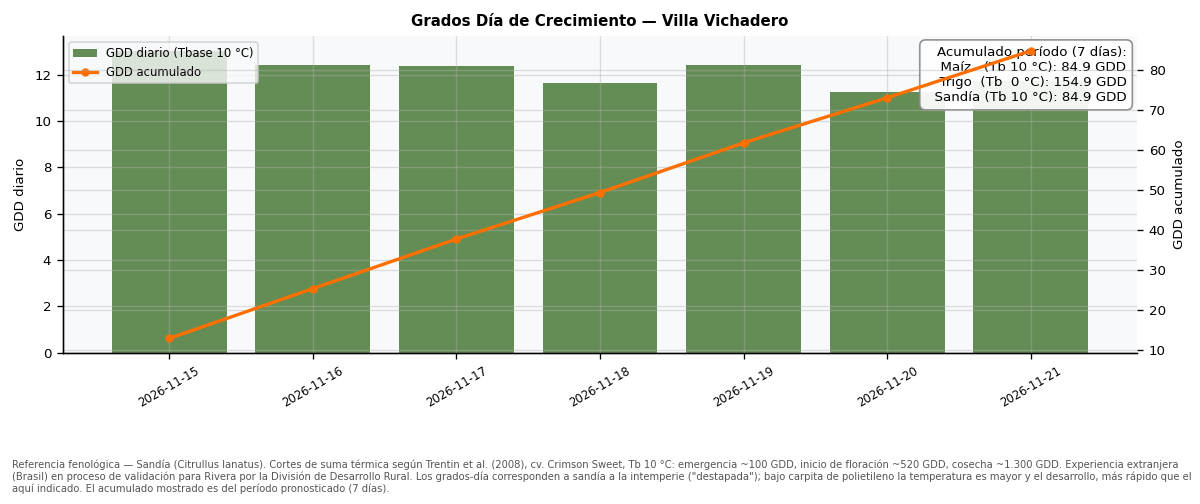 Grados Día de Crecimiento — Villa Vichadero
GDD diario (Tbase 10 °C)
GDD acumulado
Acumulado período (7 días):
Maíz (Tb 10 °C): 84.9 GDD
Trigo (Tb 0 °C): 154.9 GDD
Sandía (Tb 10 °C): 84.9 GDD
GDD diario
12
10
8
6
4
2
0
80
70
60
50
40
30
20
10
GDD acumulado
2026-11-15
2026-11-16
2026-11-17
2026-11-18
2026-11-19
2026-11-20
2026-11-21
Referencia fenológica — Sandía (Citrullus lanatus). Cortes de suma térmica según Trentin et al. (2008), cv. Crimson Sweet, Tb 10 °C: emergencia ~100 GDD, inicio de floración ~520 GDD, cosecha ~1.300 GDD. Experiencia extranjera
(Brasil) en proceso de validación para Rivera por la División de Desarrollo Rural. Los grados-día corresponden a sandía a la intemperie ("destapada"); bajo carpita de polietileno la temperatura es mayor y el desarrollo, más rápido que el
aquí indicado. El acumulado mostrado es del período pronosticado (7 días).